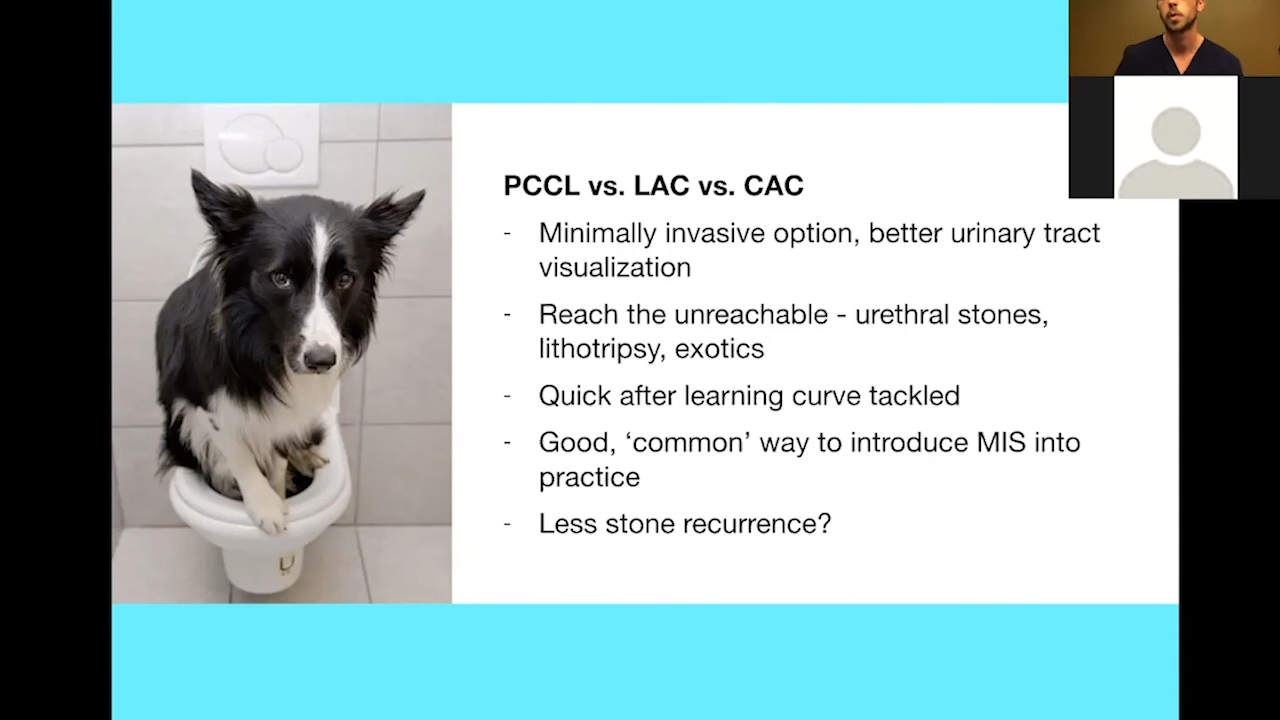 PCCL vs. LAC vs. CAC
- Minimally invasive option, better urinary tract
visualization
- Reach the unreachable - urethral stones,
lithotripsy, exotics
- Quick after learning curve tackled
- Good, ‘common’ way to introduce MIS into
practice
- Less stone recurrence?